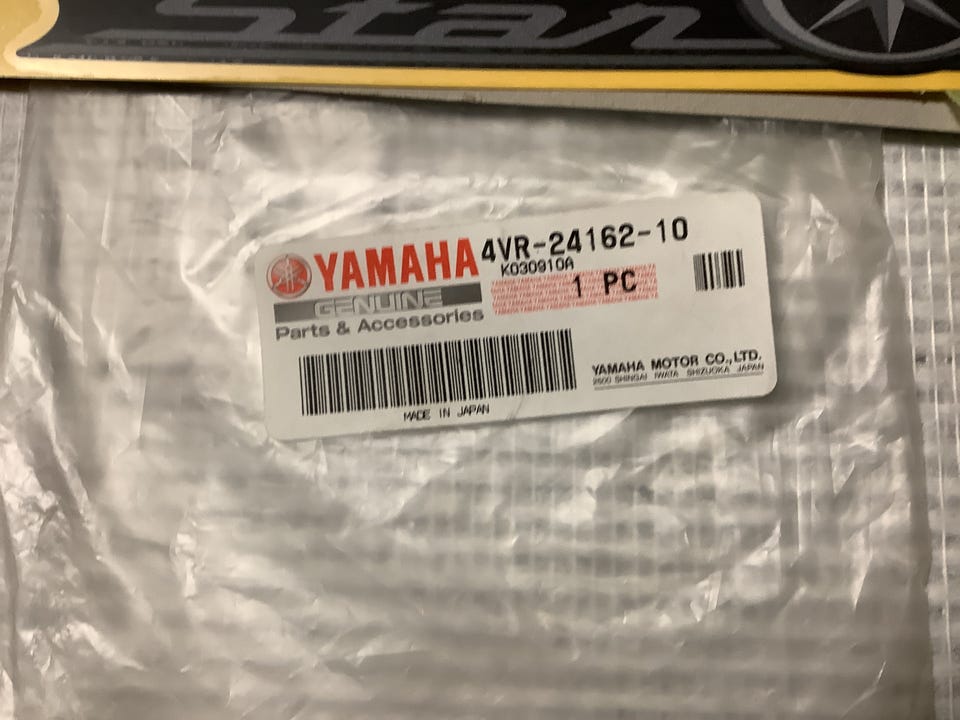 Star
YAMAHA 4VR-24162-10
K030910A
1 PC
GENUINE
Parts & Accessories
YAMAHA MOTOR CO.,LTD.
2500 SHINGAI IWATA SHIZUOKA JAPAN
MADE IN JAPAN